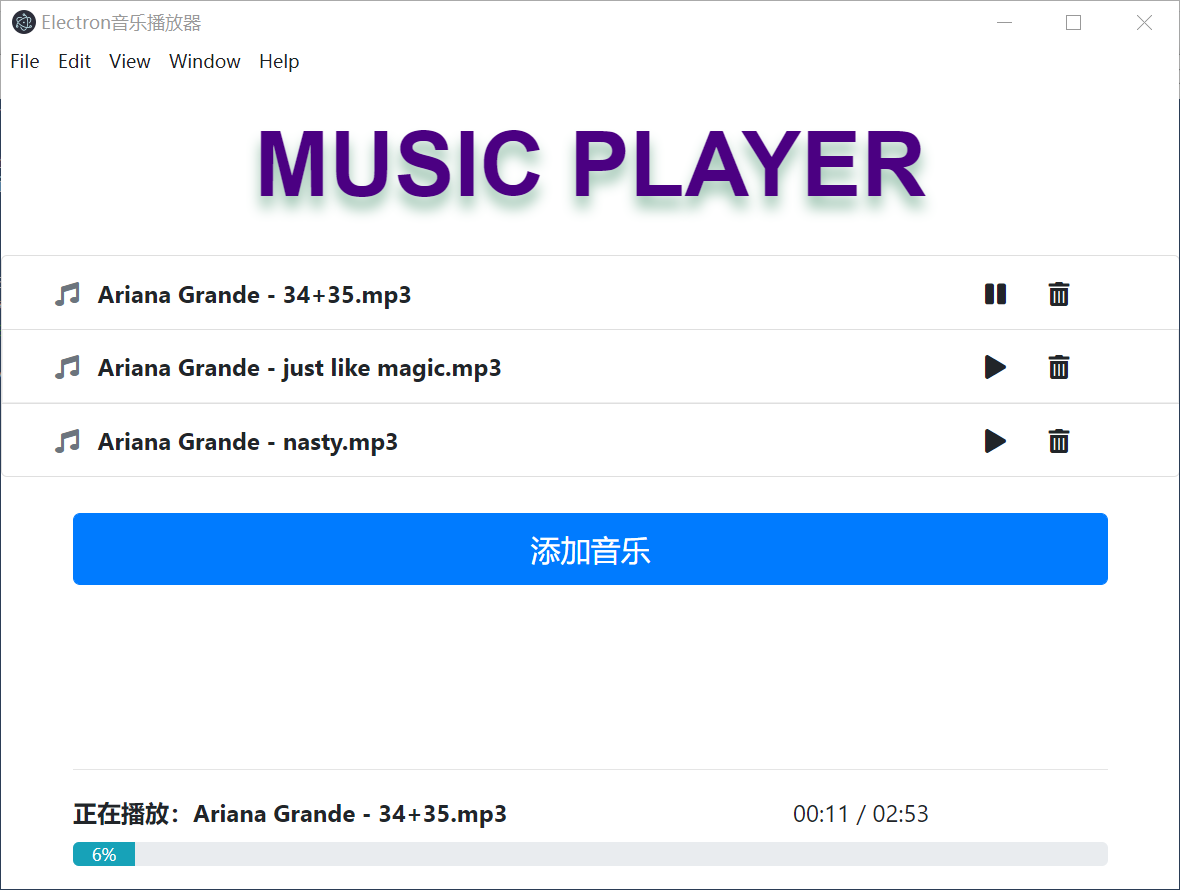 Electron音乐播放器
File Edit View Window Help
MUSIC PLAYER
Ariana Grande - 34+35.mp3
Ariana Grande - just like magic.mp3
Ariana Grande - nasty.mp3
添加音乐
正在播放：Ariana Grande - 34+35.mp3 00:11 / 02:53
6%